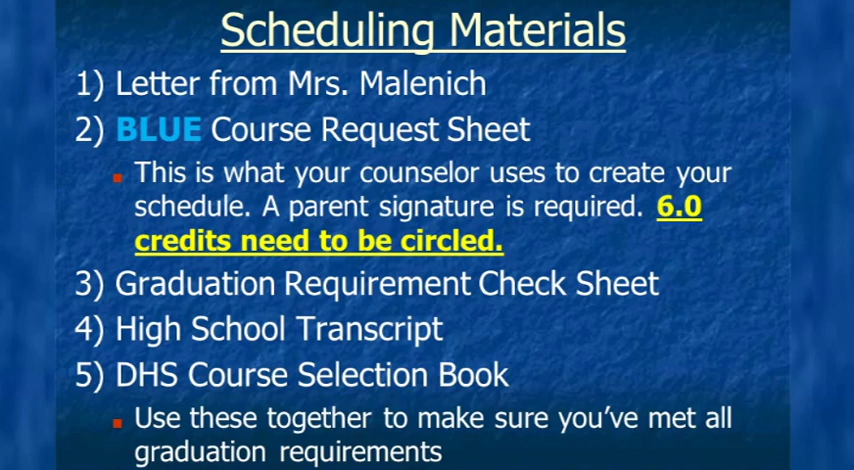 Scheduling Materials
1) Letter from Mrs. Malenich
2) BLUE Course Request Sheet
▪ This is what your counselor uses to create your
schedule. A parent signature is required. 6.0
credits need to be circled.
3) Graduation Requirement Check Sheet
4) High School Transcript
5) DHS Course Selection Book
▪ Use these together to make sure you’ve met all
graduation requirements